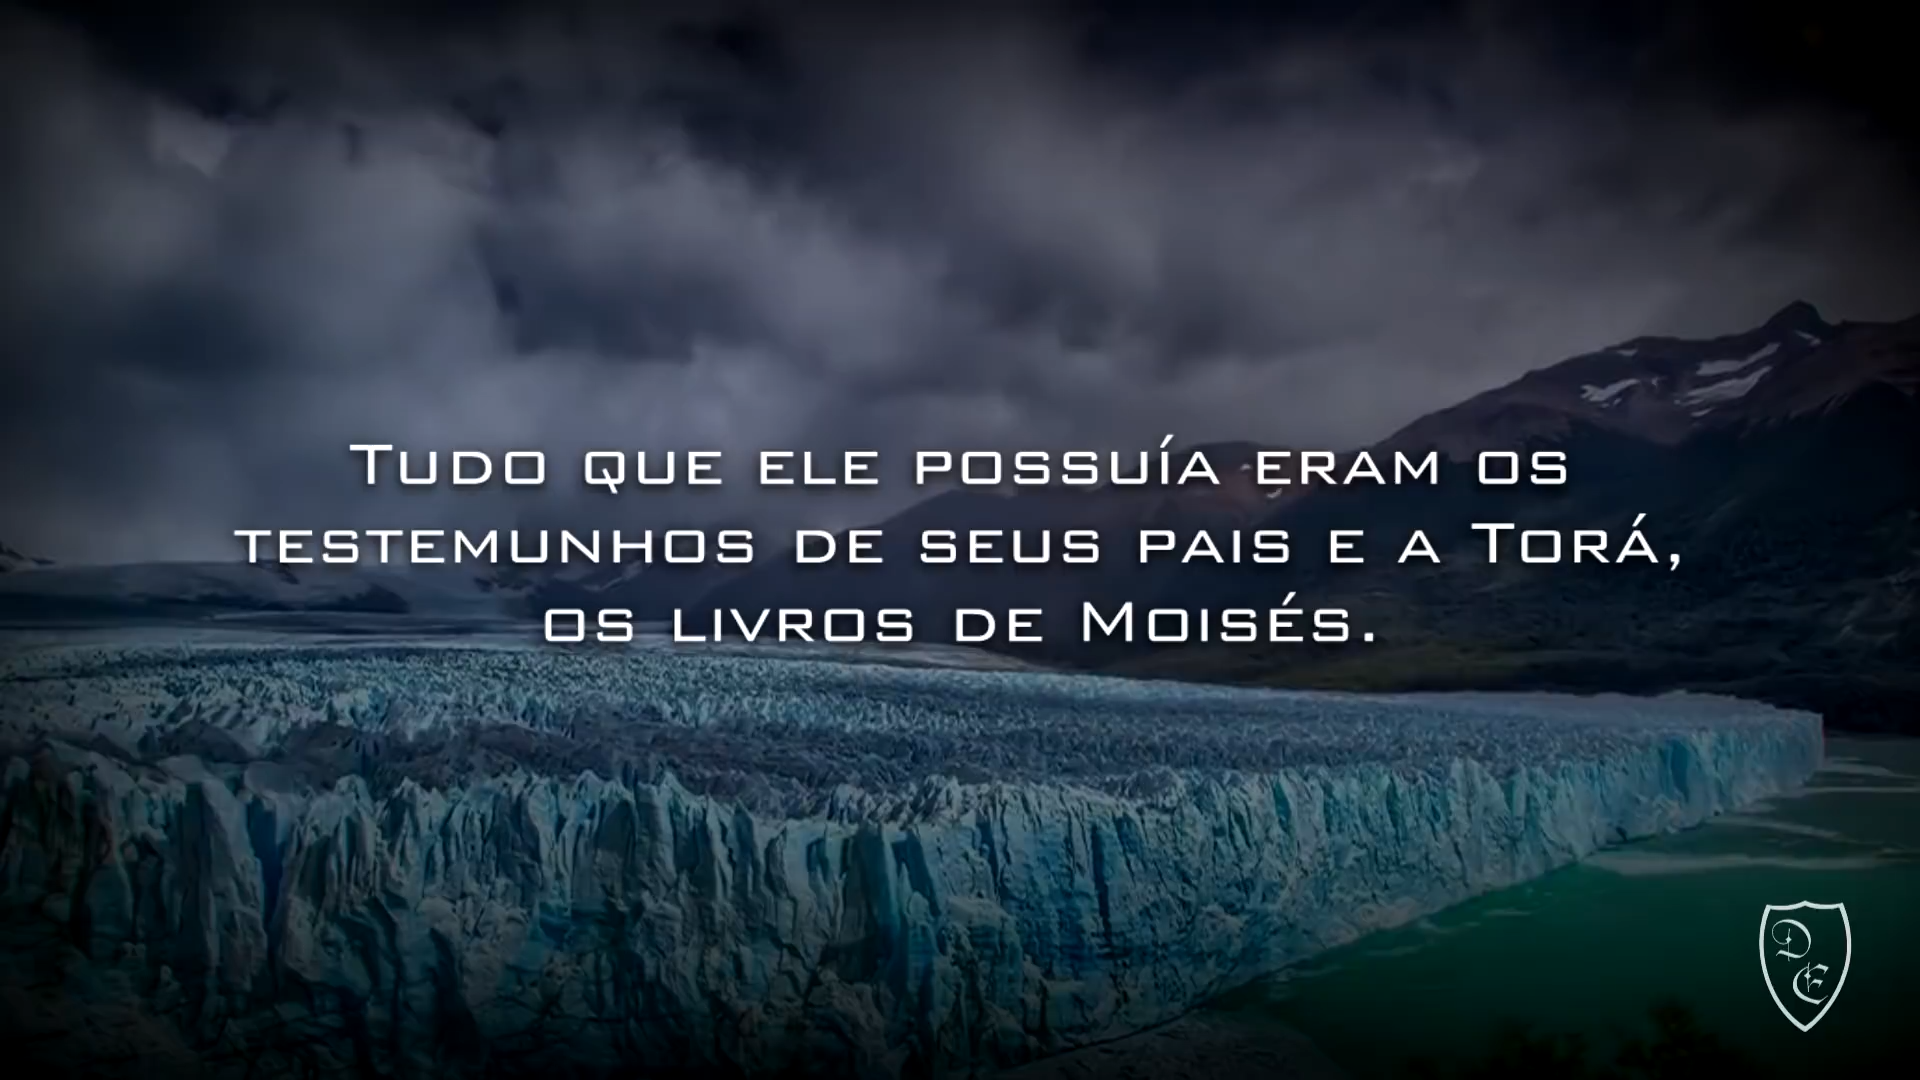 Tudo que ele possuía eram os
testemunhos de seus pais e a Torá,
os livros de Moisés.
D
E